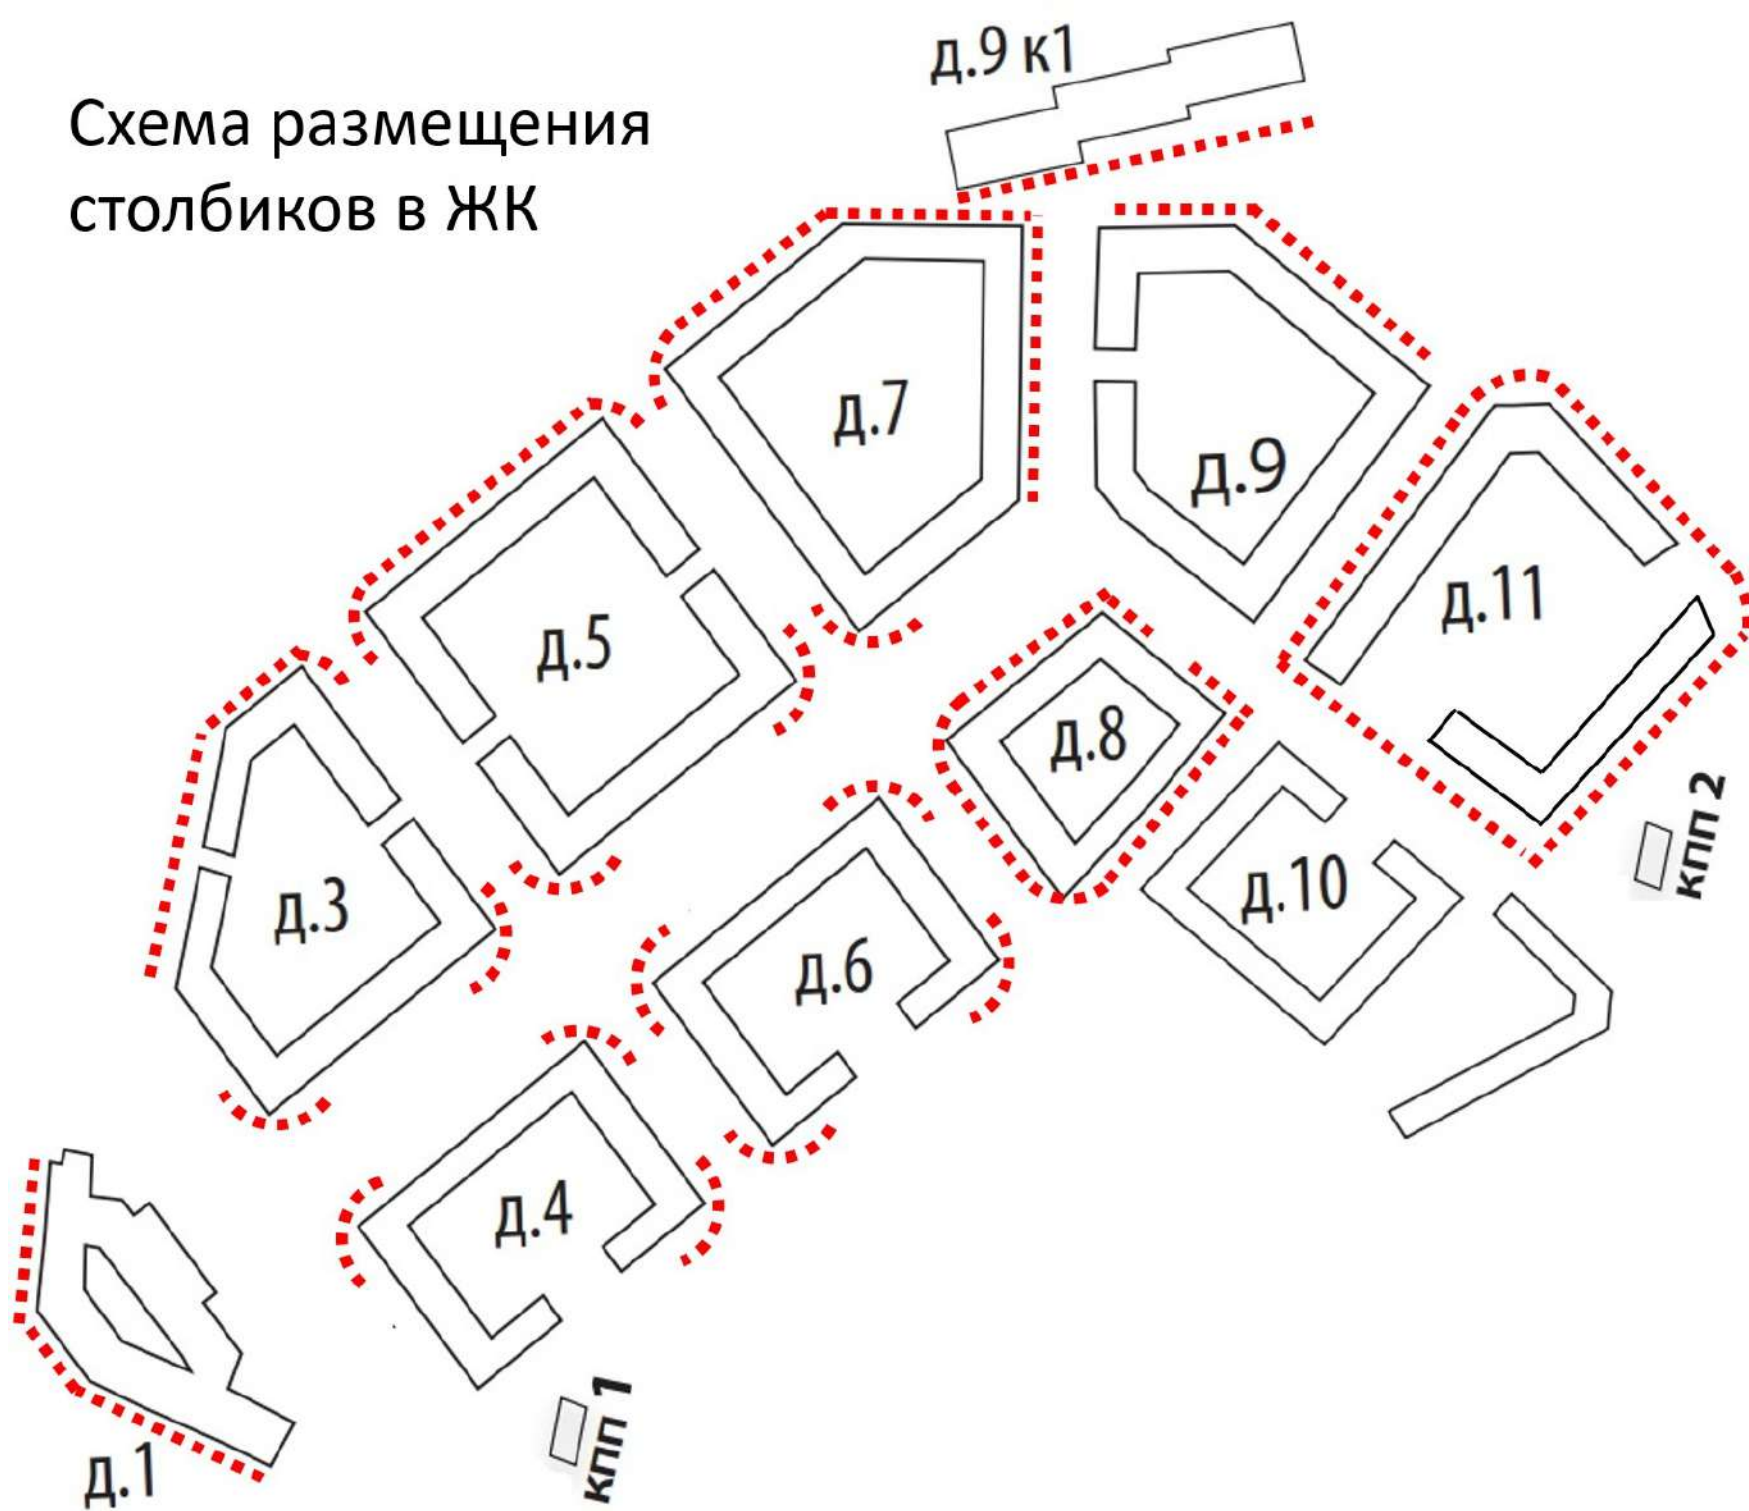 д.9 к1
Схема размещения
столбиков в ЖК
д.7
д.9
д.11
д.5
д.8
кпп 2
д.3
д.10
д.6
д.4
кпп 1
д.1